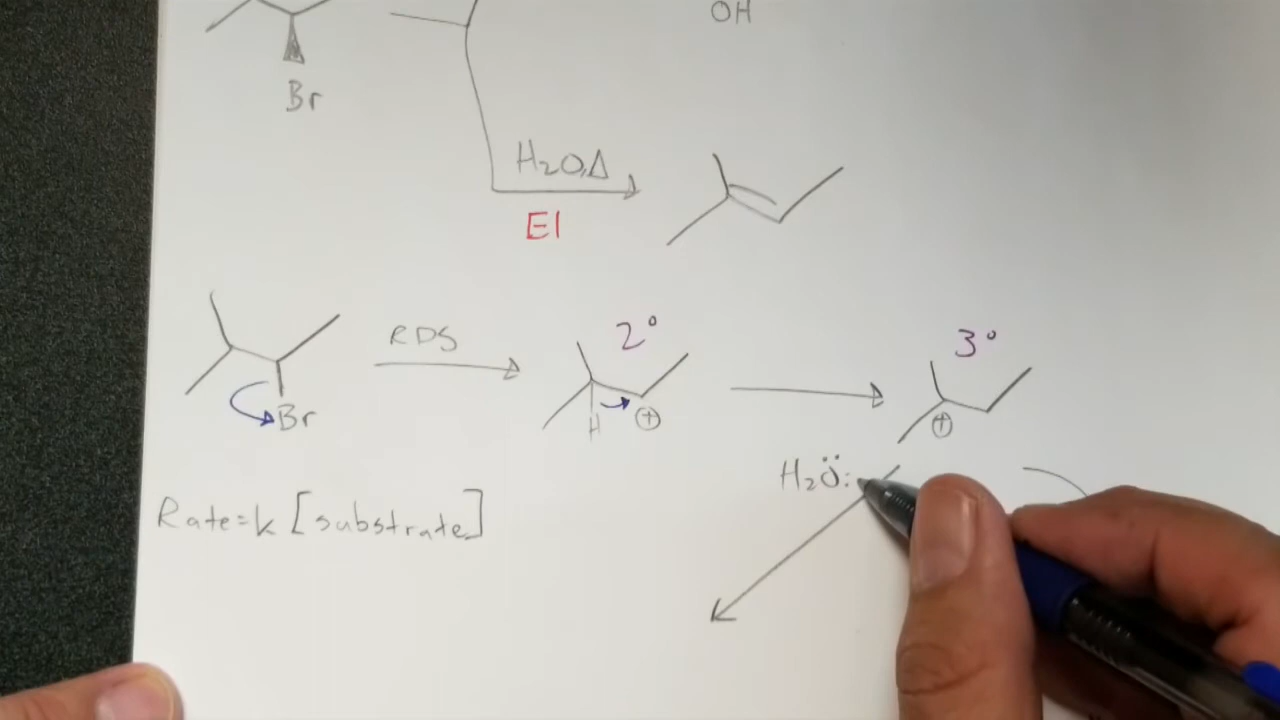 OH
Br
H₂O,Δ
E1
RDS
2°
3°
Br
H
⊕
⊕
H₂Ö:
Rate=k [substrate]